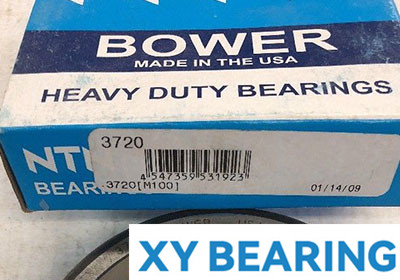 BOWER
MADE IN THE USA
HEAVY DUTY BEARINGS
3720
NT
BEAR
4 547359 531923
3720[M100]
01/14/09
XY BEARING